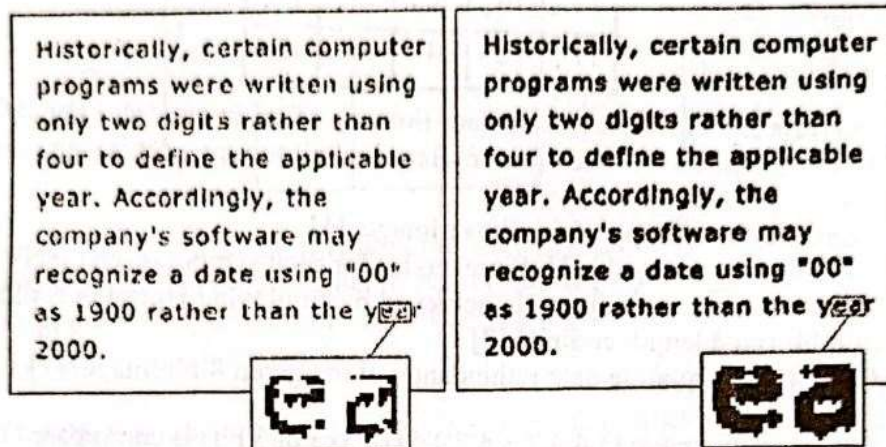 Historically, certain computer
programs were written using
only two digits rather than
four to define the applicable
year. Accordingly, the
company's software may
recognize a date using "00"
as 1900 rather than the year
2000.
ea
Historically, certain computer
programs were written using
only two digits rather than
four to define the applicable
year. Accordingly, the
company's software may
recognize a date using "00"
as 1900 rather than the year
2000.
ea